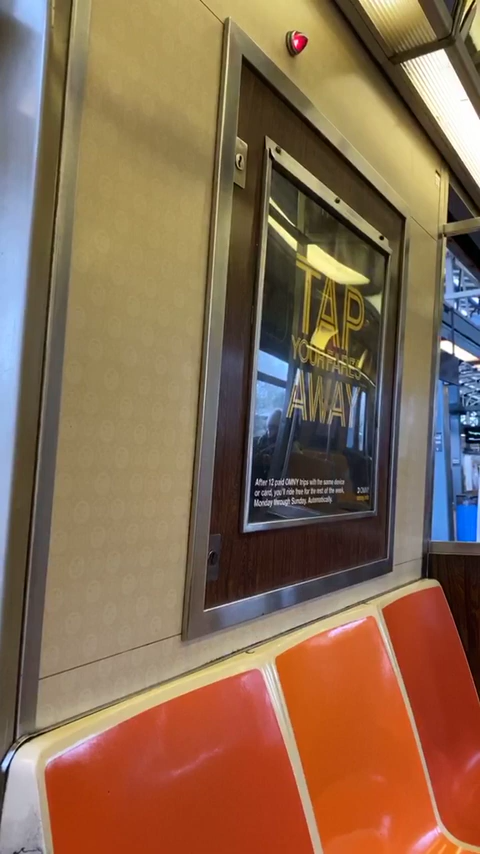 TAP
YOUR FARES
AWAY
After 12 paid OMNY trips with the same device
or card, you'll ride free for the rest of the week,
Monday through Sunday. Automatically.
OMNY